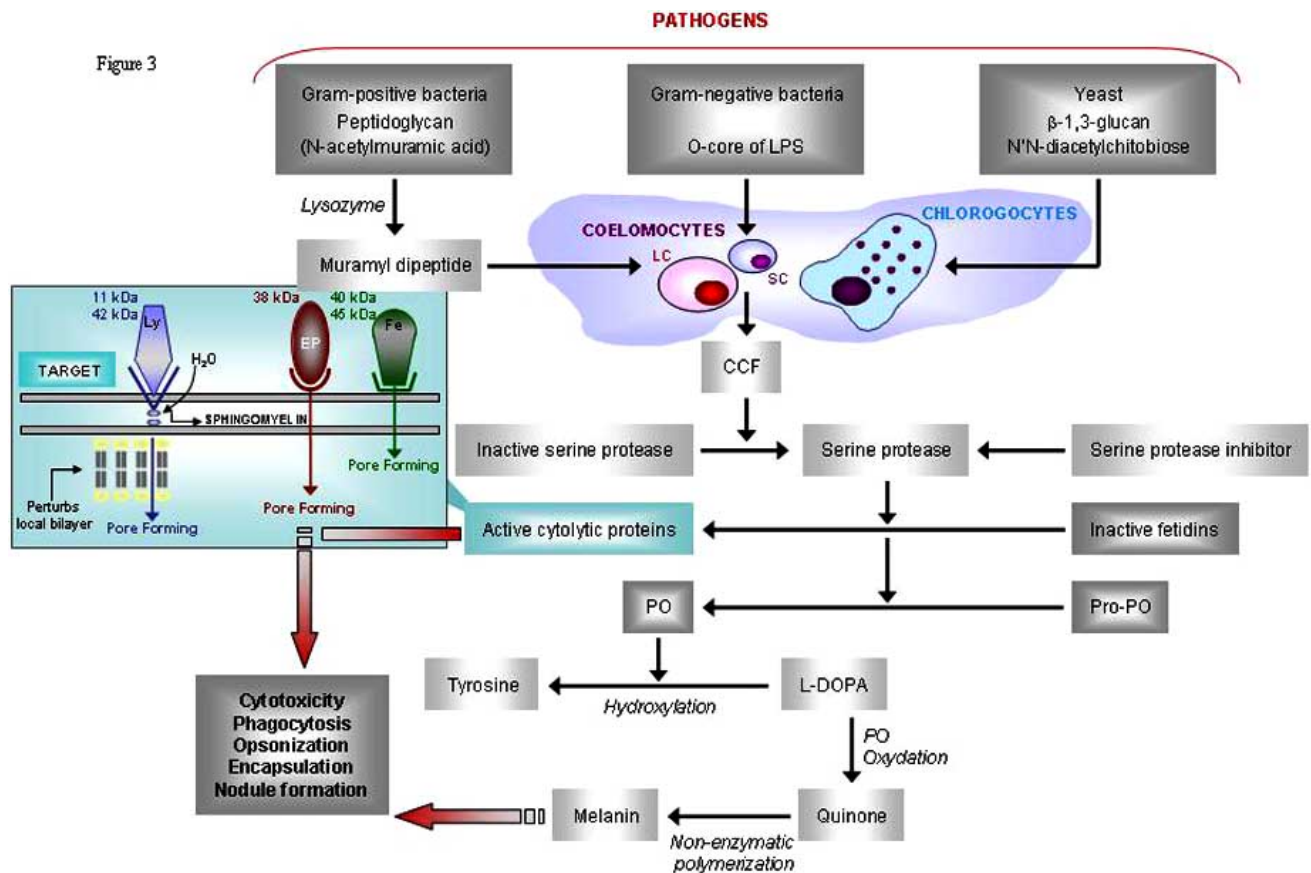 PATHOGENS
Figure 3
Gram-positive bacteria
Peptidoglycan
(N-acetylmuramic acid)
Gram-negative bacteria
O-core of LPS
Yeast
β-1,3-glucan
N'N-diacetylchitobiose
Lysozyme
Muramyl dipeptide
COELOMOCYTES
LC
SC
CHLOROGOCYTES
11 kDa
42 kDa
Ly
38 kDa
EP
40 kDa
45 kDa
Fe
TARGET
H₂O
SPHINGOMYELIN
Perturbs
local bilayer
Pore Forming
Pore Forming
Pore Forming
CCF
Inactive serine protease
Serine protease
Serine protease inhibitor
Active cytolytic proteins
Inactive fetidins
PO
Pro-PO
Tyrosine
Hydroxylation
L-DOPA
PO
Oxydation
Cytotoxicity
Phagocytosis
Opsonization
Encapsulation
Nodule formation
Melanin
Non-enzymatic
polymerization
Quinone